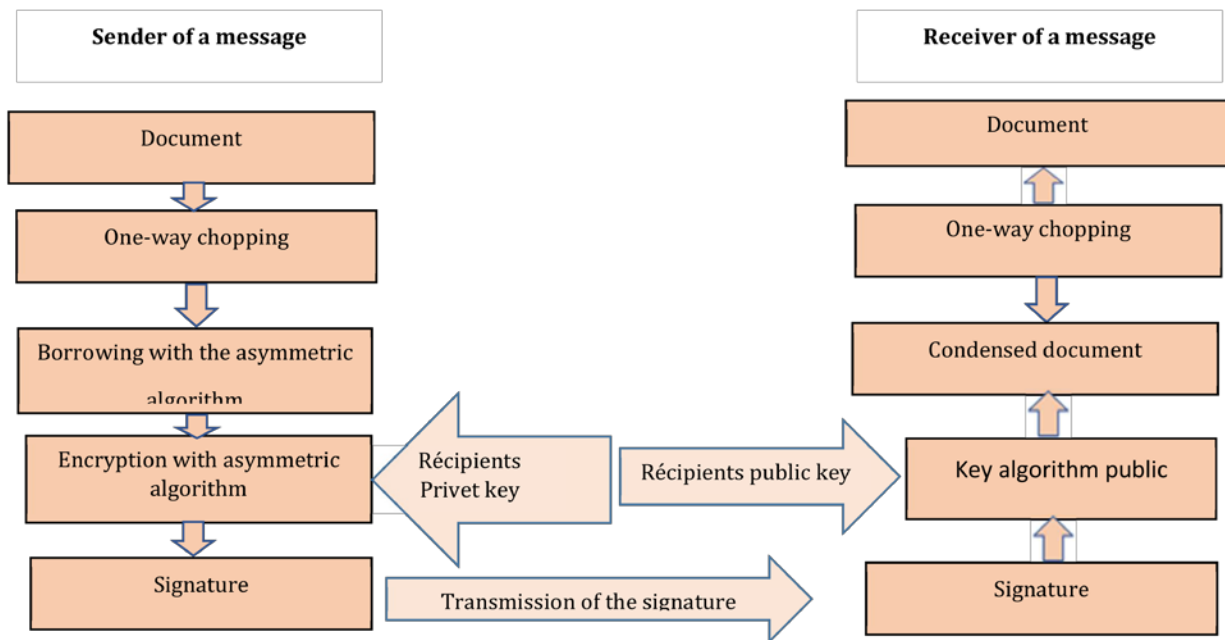 Sender of a message
Document
One-way chopping
Borrowing with the asymmetric
algorithm
Encryption with asymmetric
algorithm
Signature
Récipients
Privet key
Récipients public key
Transmission of the signature
Receiver of a message
Document
One-way chopping
Condensed document
Key algorithm public
Signature